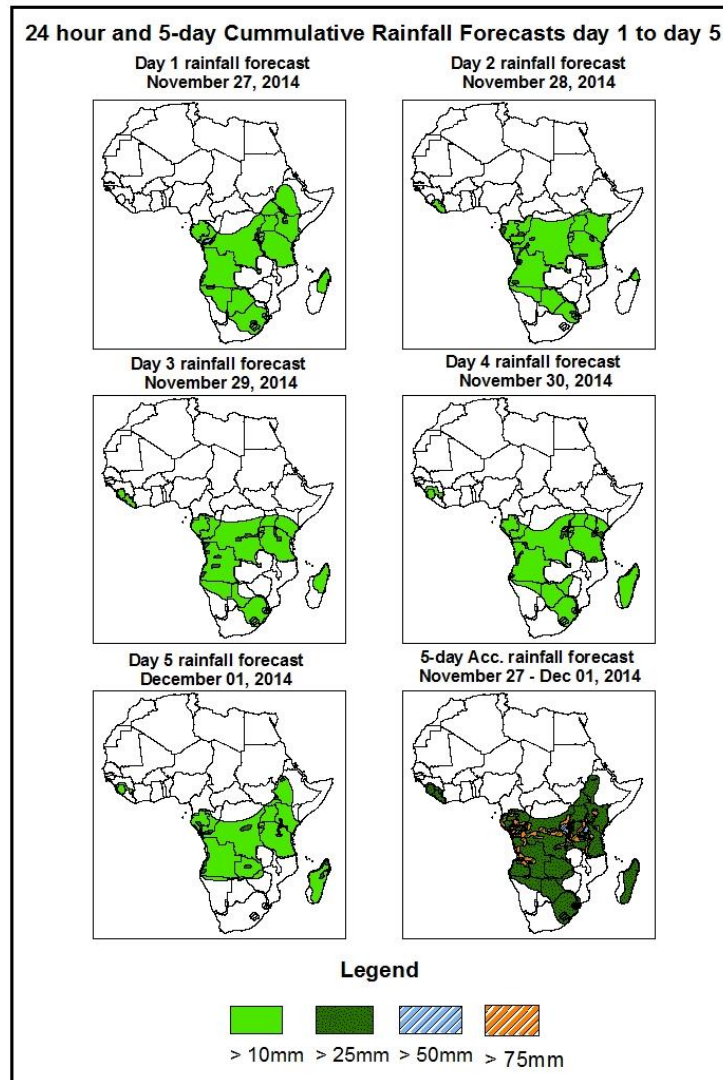 24 hour and 5-day Cummulative Rainfall Forecasts day 1 to day 5
Day 1 rainfall forecast
November 27, 2014
Day 2 rainfall forecast
November 28, 2014
Day 3 rainfall forecast
November 29, 2014
Day 4 rainfall forecast
November 30, 2014
Day 5 rainfall forecast
December 01, 2014
5-day Acc. rainfall forecast
November 27 - Dec 01, 2014
Legend
> 10mm > 25mm > 50mm > 75mm